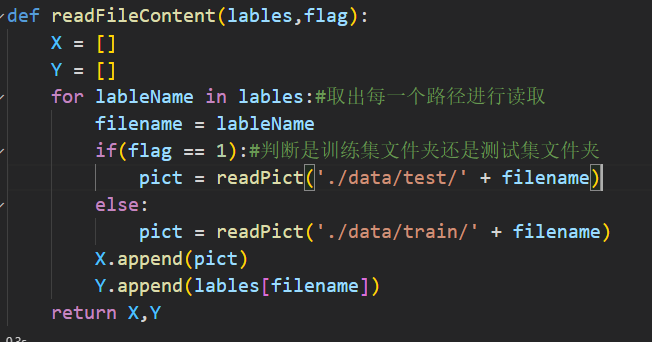 def readFileContent(lables,flag):
    X = []
    Y = []
    for lableName in lables:#取出每一个路径进行读取
        filename = lableName
        if(flag == 1):#判断是训练集文件夹还是测试集文件夹
            pict = readPict('./data/test/' + filename)
        else:
            pict = readPict('./data/train/' + filename)
        X.append(pict)
        Y.append(lables[filename])
    return X,Y